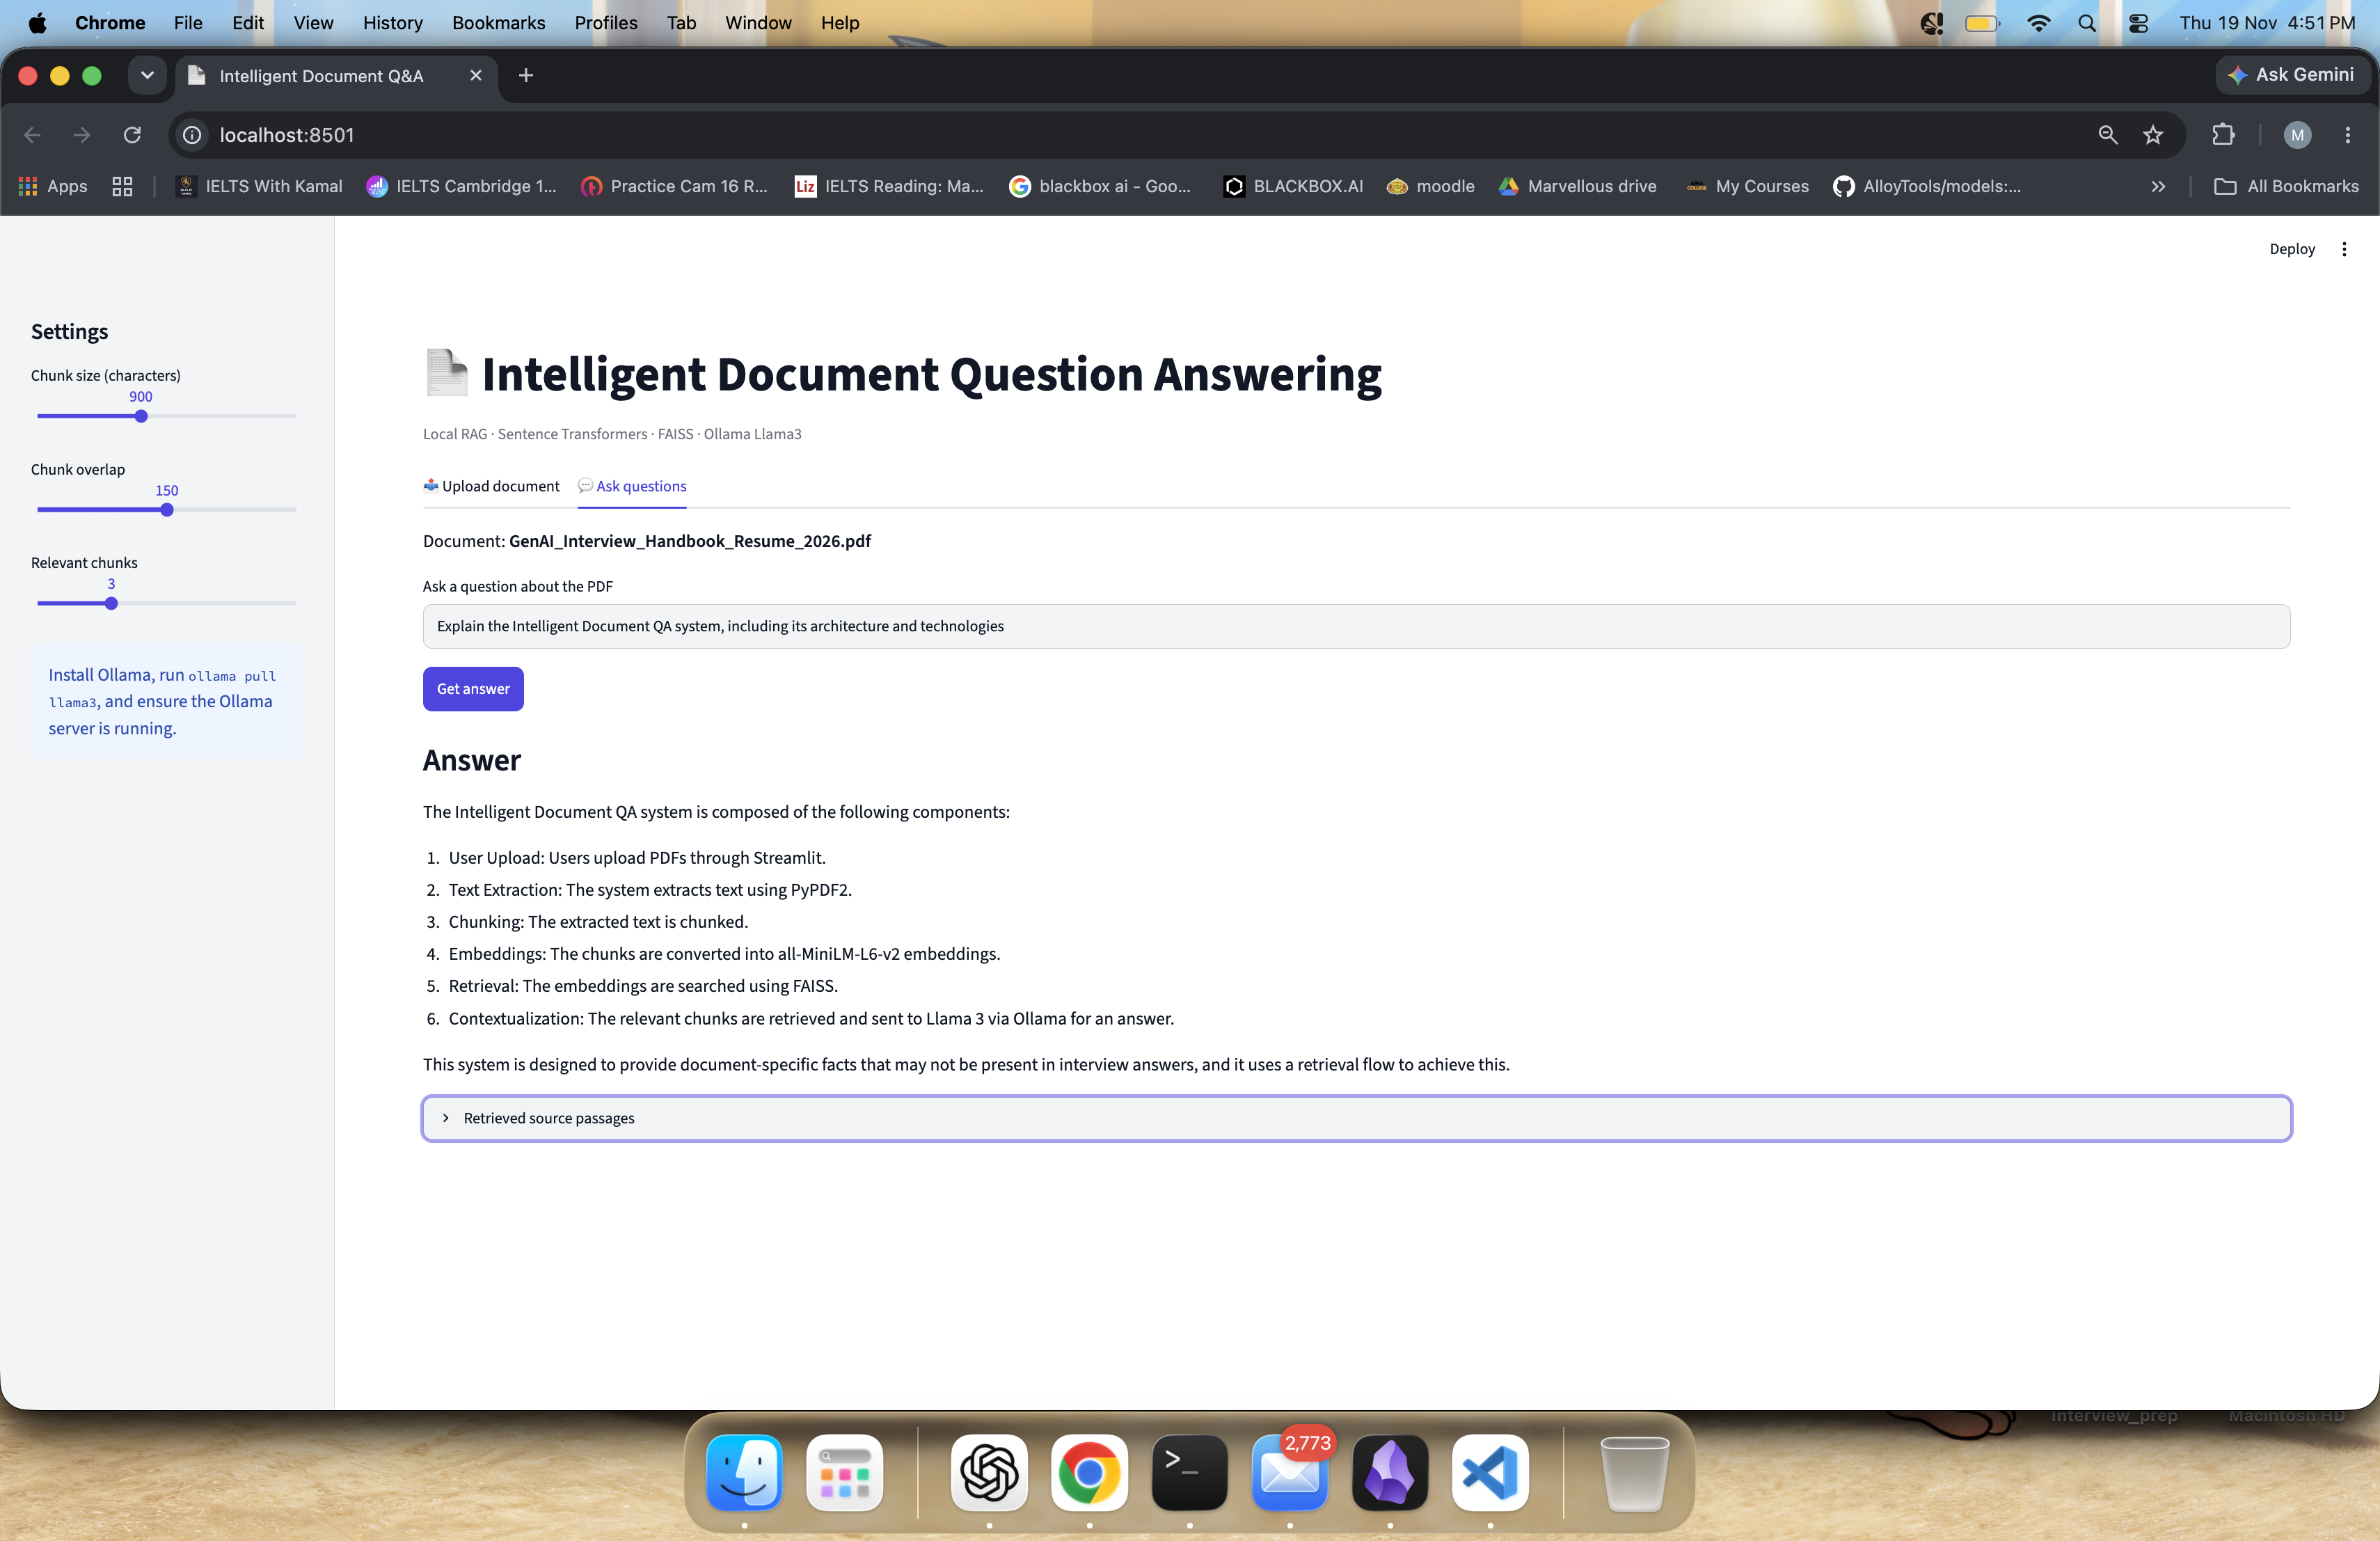 Chrome File Edit View History Bookmarks Profiles Tab Window Help Thu 19 Nov 4:51 PM
Intelligent Document Q&A Ask Gemini
localhost:8501 M
Apps IELTS With Kamal IELTS Cambridge 1... Practice Cam 16 R... Liz IELTS Reading: Ma... blackbox ai - Goo... BLACKBOX.AI moodle Marvellous drive My Courses AlloyTools/models:... All Bookmarks
Deploy
Settings
Chunk size (characters)
900
Chunk overlap
150
Relevant chunks
3
Install Ollama, run ollama pull
llama3, and ensure the Ollama
server is running.
Intelligent Document Question Answering
Local RAG · Sentence Transformers · FAISS · Ollama Llama3
Upload document Ask questions
Document: GenAI_Interview_Handbook_Resume_2026.pdf
Ask a question about the PDF
Explain the Intelligent Document QA system, including its architecture and technologies
Get answer
Answer
The Intelligent Document QA system is composed of the following components:
1. User Upload: Users upload PDFs through Streamlit.
2. Text Extraction: The system extracts text using PyPDF2.
3. Chunking: The extracted text is chunked.
4. Embeddings: The chunks are converted into all-MiniLM-L6-v2 embeddings.
5. Retrieval: The embeddings are searched using FAISS.
6. Contextualization: The relevant chunks are retrieved and sent to Llama 3 via Ollama for an answer.
This system is designed to provide document-specific facts that may not be present in interview answers, and it uses a retrieval flow to achieve this.
Retrieved source passages
Interview_prep Macintosh HD
2,773